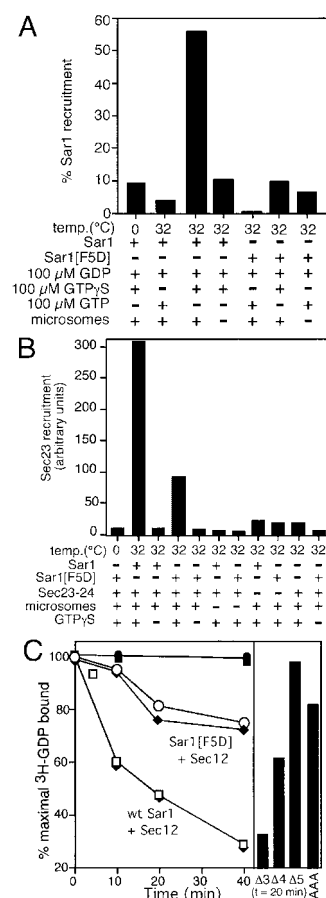 A
% Sar1 recruitment
60
50
40
30
20
10
0
temp.(°C) 0 32 32 32 32 32 32
Sar1 + + + + - - -
Sar1[F5D] - - - - + + +
100 µM GDP + + + + + + +
100 µM GTPγS + - + + - + -
100 µM GTP - + - - + - +
microsomes + + + - + + -
B
Sec23 recruitment
(arbitrary units)
300
250
200
150
100
50
0
temp.(°C) 0 32 32 32 32 32 32 32 32 32 32
Sar1
Sar1[F5D]
Sec23-24
microsomes
GTPγS
C
% maximal ³H-GDP bound
100
80
60
40
20
Sar1[F5D]
+ Sec12
wt Sar1
+ Sec12
0 10 20 30 40
Time (min)
Δ3 Δ4 Δ5 AAA
(t = 20 min)